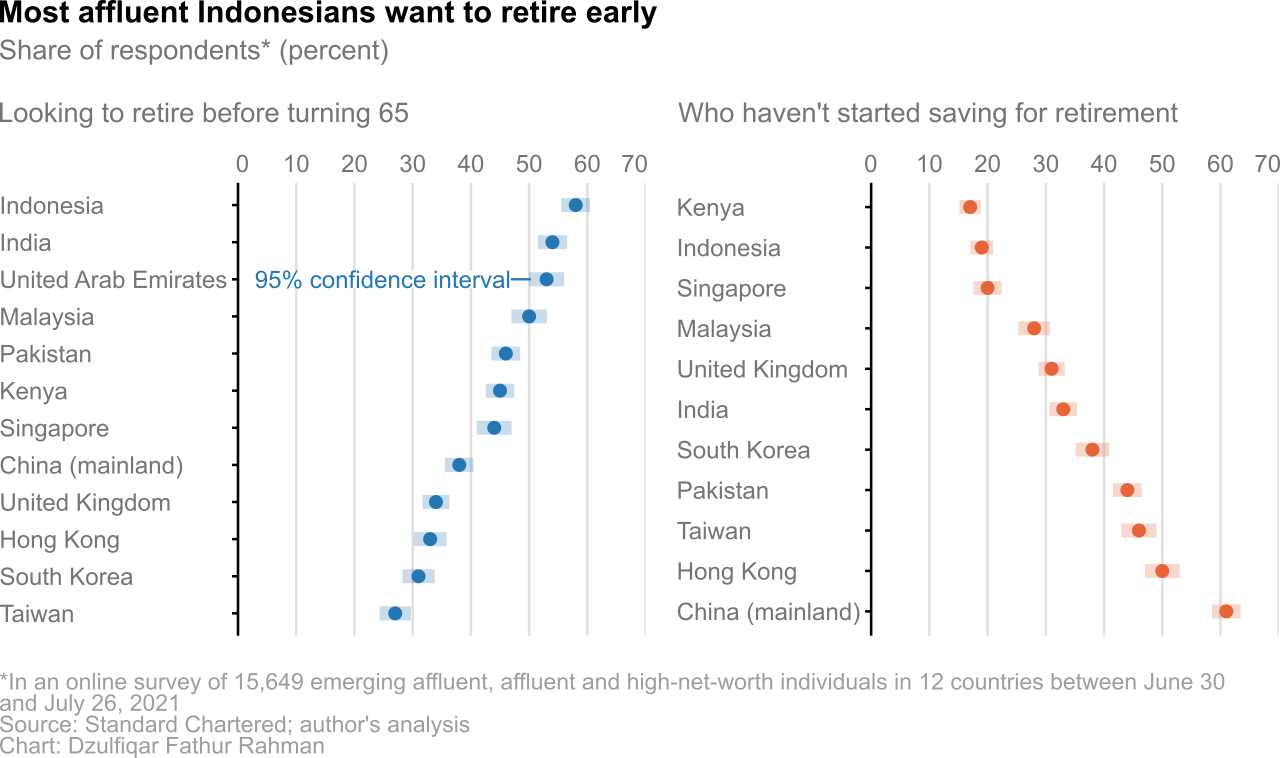 Most affluent Indonesians want to retire early
Share of respondents* (percent)
Looking to retire before turning 65
0 10 20 30 40 50 60 70
Indonesia
India
United Arab Emirates
95% confidence interval
Malaysia
Pakistan
Kenya
Singapore
China (mainland)
United Kingdom
Hong Kong
South Korea
Taiwan
Who haven't started saving for retirement
0 10 20 30 40 50 60 70
Kenya
Indonesia
Singapore
Malaysia
United Kingdom
India
South Korea
Pakistan
Taiwan
Hong Kong
China (mainland)
*In an online survey of 15,649 emerging affluent, affluent and high-net-worth individuals in 12 countries between June 30
and July 26, 2021
Source: Standard Chartered; author's analysis
Chart: Dzulfiqar Fathur Rahman